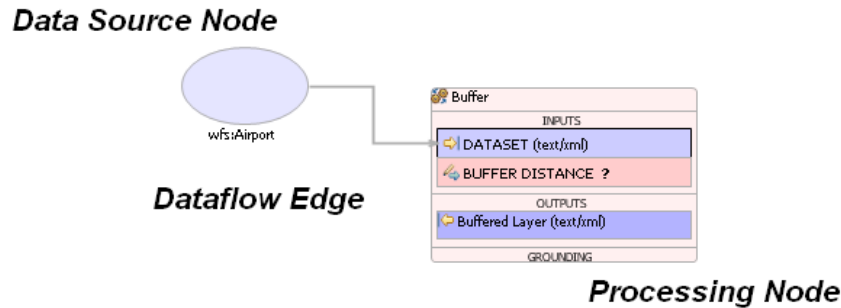 Data Source Node
wfs:Airport
Dataflow Edge
Buffer
INPUTS
DATASET (text/xml)
BUFFER DISTANCE ?
OUTPUTS
Buffered Layer (text/xml)
GROUNDING
Processing Node